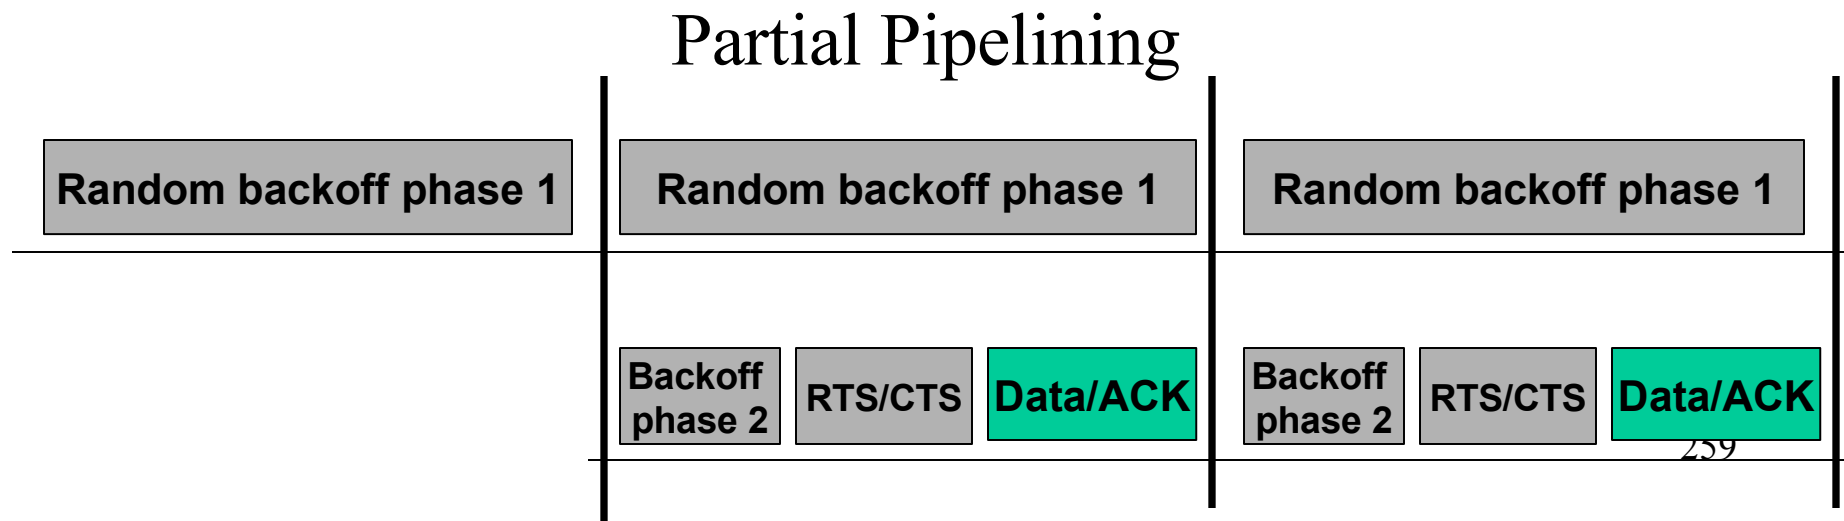 Partial Pipelining
Random backoff phase 1
Random backoff phase 1
Random backoff phase 1
Backoff
phase 2
RTS/CTS
Data/ACK
Backoff
phase 2
RTS/CTS
Data/ACK
259